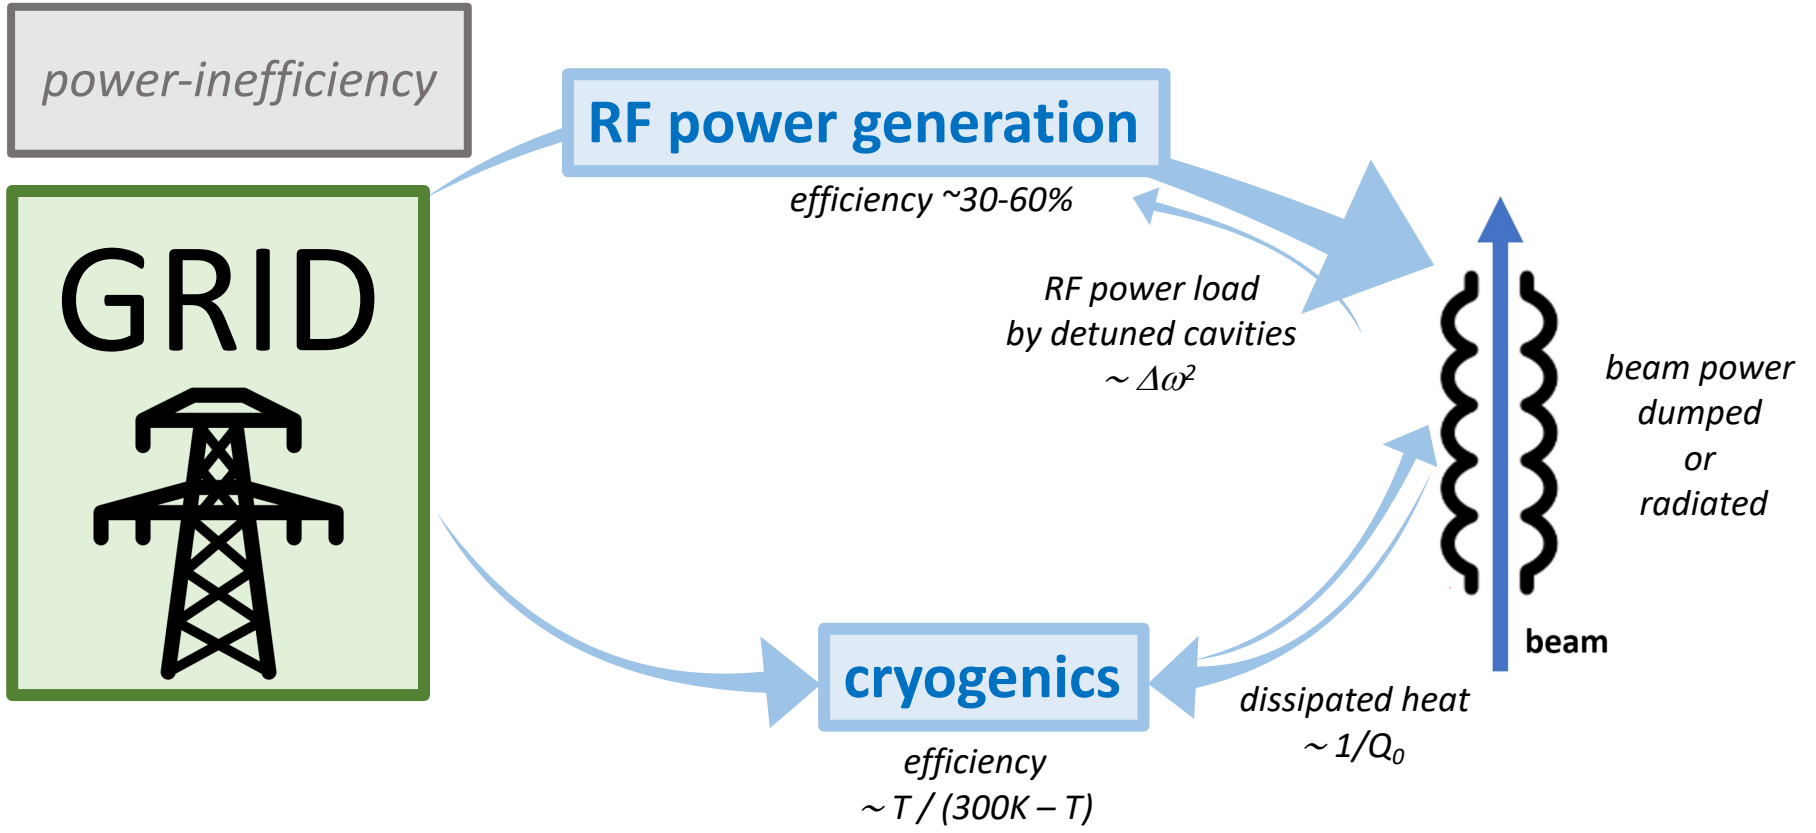 power-inefficiency
RF power generation
efficiency ~30-60%
GRID
RF power load
by detuned cavities
~ Δω²
beam power
dumped
or
radiated
beam
cryogenics
dissipated heat
~ 1/Q₀
efficiency
~ T / (300K – T)